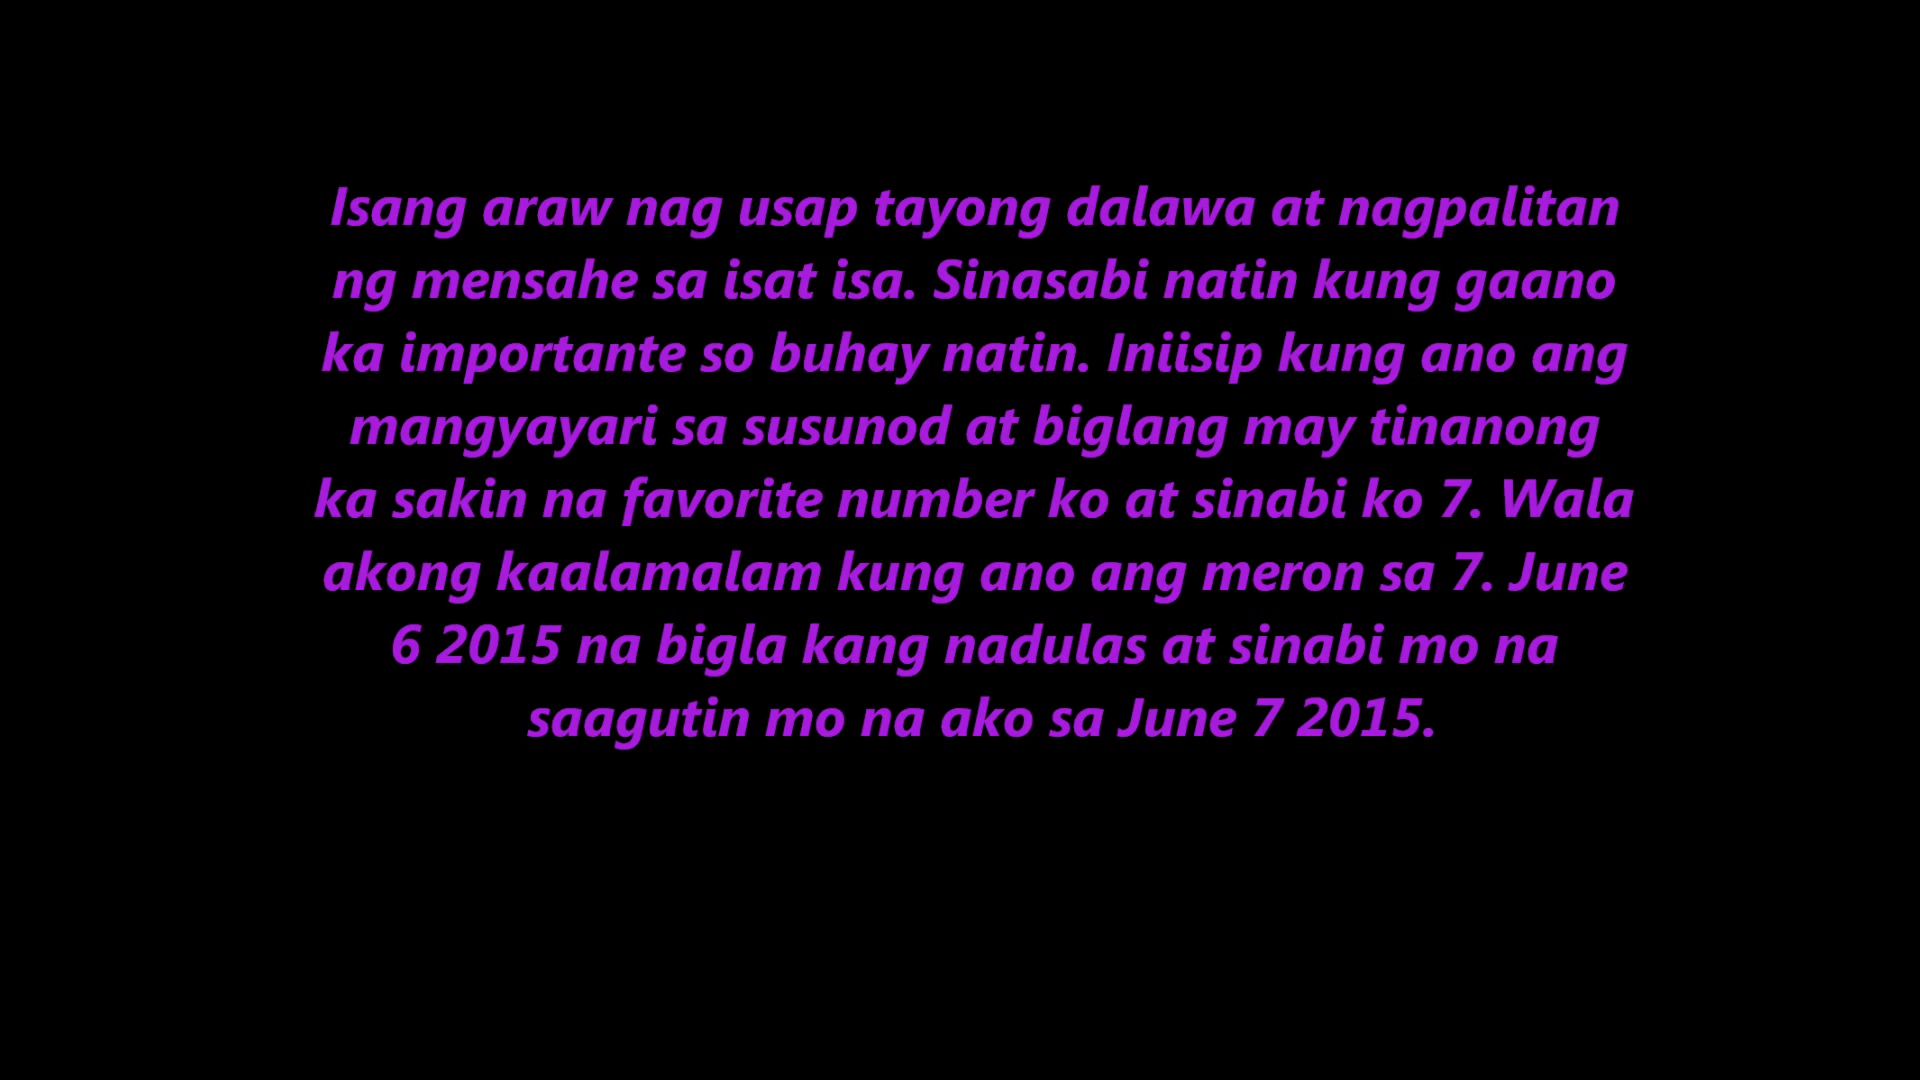 Isang araw nag usap tayong dalawa at nagpalitan
ng mensahe sa isat isa. Sinasabi natin kung gaano
ka importante so buhay natin. Iniisip kung ano ang
mangyayari sa susunod at biglang may tinanong
ka sakin na favorite number ko at sinabi ko 7. Wala
akong kaalamalam kung ano ang meron sa 7. June
6 2015 na bigla kang nadulas at sinabi mo na
saagutin mo na ako sa June 7 2015.